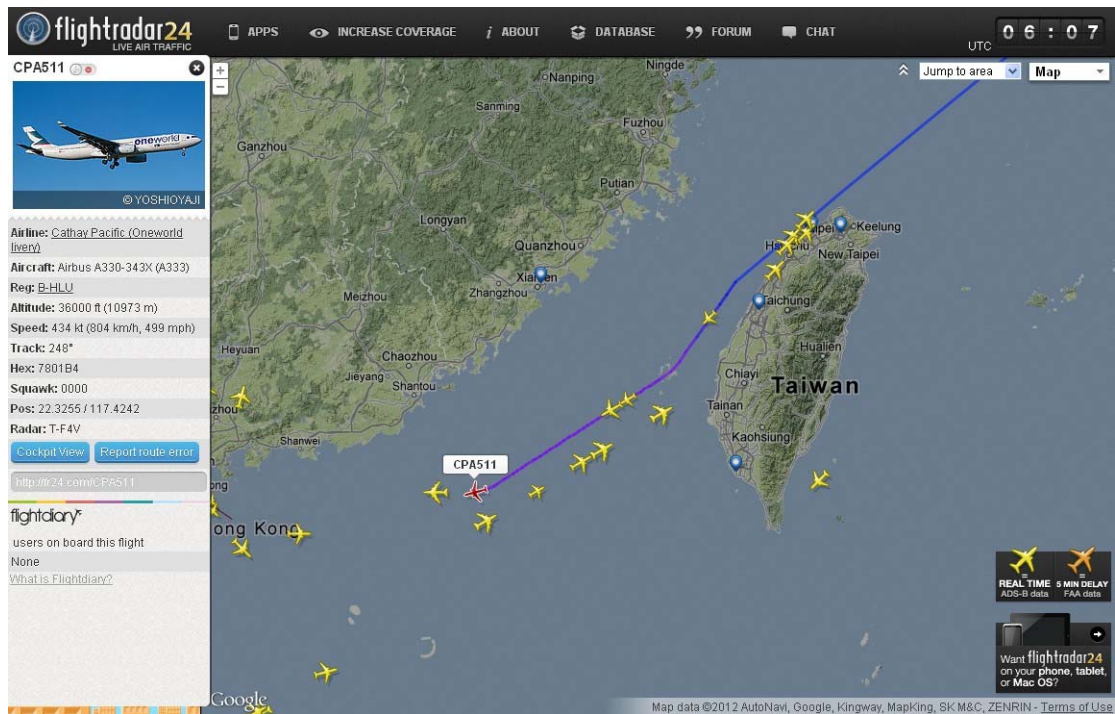 flightradar24
LIVE AIR TRAFFIC
APPS
INCREASE COVERAGE
i ABOUT
DATABASE
FORUM
CHAT
UTC
06:07
CPA511
oneworld
© YOSHIOYAJI
Airline: Cathay Pacific (Oneworld
livery)
Aircraft: Airbus A330-343X (A333)
Reg: B-HLU
Altitude: 36000 ft (10973 m)
Speed: 434 kt (804 km/h, 499 mph)
Track: 248°
Hex: 7801B4
Squawk: 0000
Pos: 22.3255 / 117.4242
Radar: T-F4V
Cockpit View
Report route error
http://fr24.com/CPA511
flightdiary
users on board this flight
None
What is Flightdiary?
+
−
Jump to area
Map
Ningde
Nanping
Sanming
Fuzhou
Ganzhou
Putian
Longyan
Quanzhou
Keelung
New Taipei
Xiamen
Zhangzhou
Meizhou
Taichung
Hualien
Heyuan
Chaozhou
Jieyang
Shantou
Chiayi
Taiwan
zhou
Tainan
Shanwei
Kaohsiung
CPA511
ong
ong Kong
REAL TIME
=
ADS-B data
5 MIN DELAY
=
FAA data
Want flightradar24
on your phone, tablet,
or Mac OS?
Google
Map data ©2012 AutoNavi, Google, Kingway, MapKing, SK M&C, ZENRIN - Terms of Use